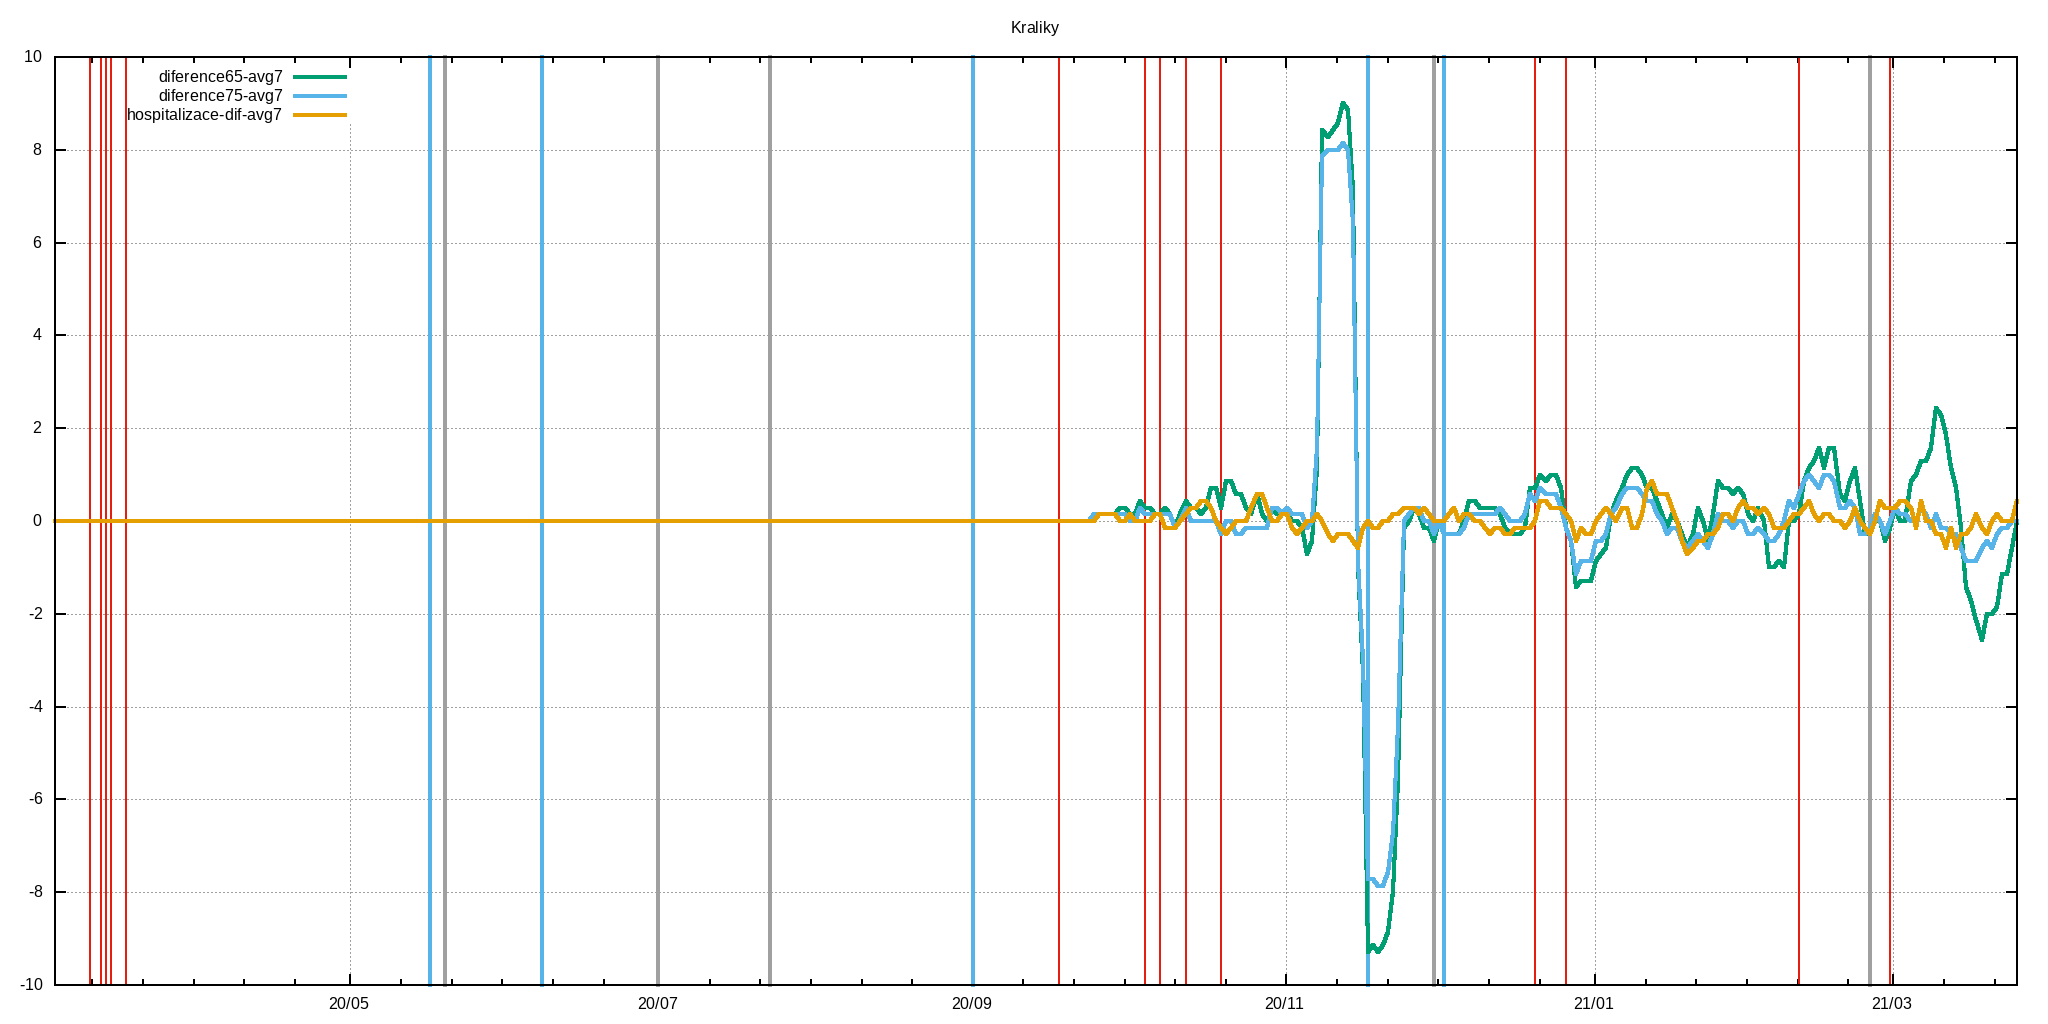 Kraliky
10
diference65-avg7
diference75-avg7
hospitalizace-dif-avg7
8
6
4
2
0
-2
-4
-6
-8
-10
20/05 20/07 20/09 20/11 21/01 21/03